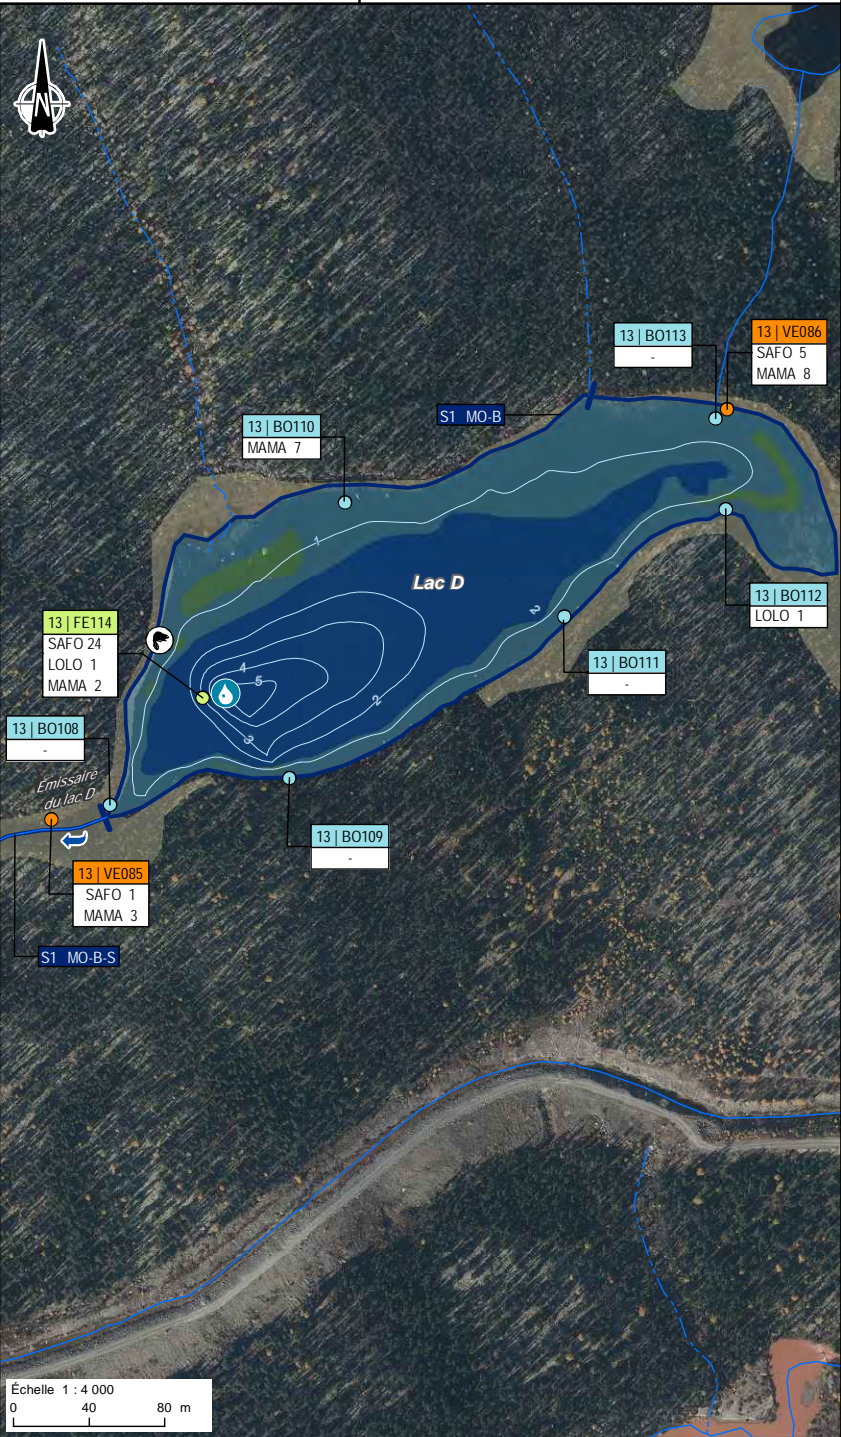 N
13 | BO113
-
13 | VE086
SAFO 5
MAMA 8
S1 MO-B
13 | BO110
MAMA 7
1
Lac D
2
13 | BO112
LOLO 1
13 | FE114
SAFO 24
LOLO 1
MAMA 2
13 | BO111
-
4
5
2
3
13 | BO108
-
Émissaire
du lac D
13 | BO109
-
13 | VE085
SAFO 1
MAMA 3
S1 MO-B-S
Échelle 1 : 4 000
0 40 80 m